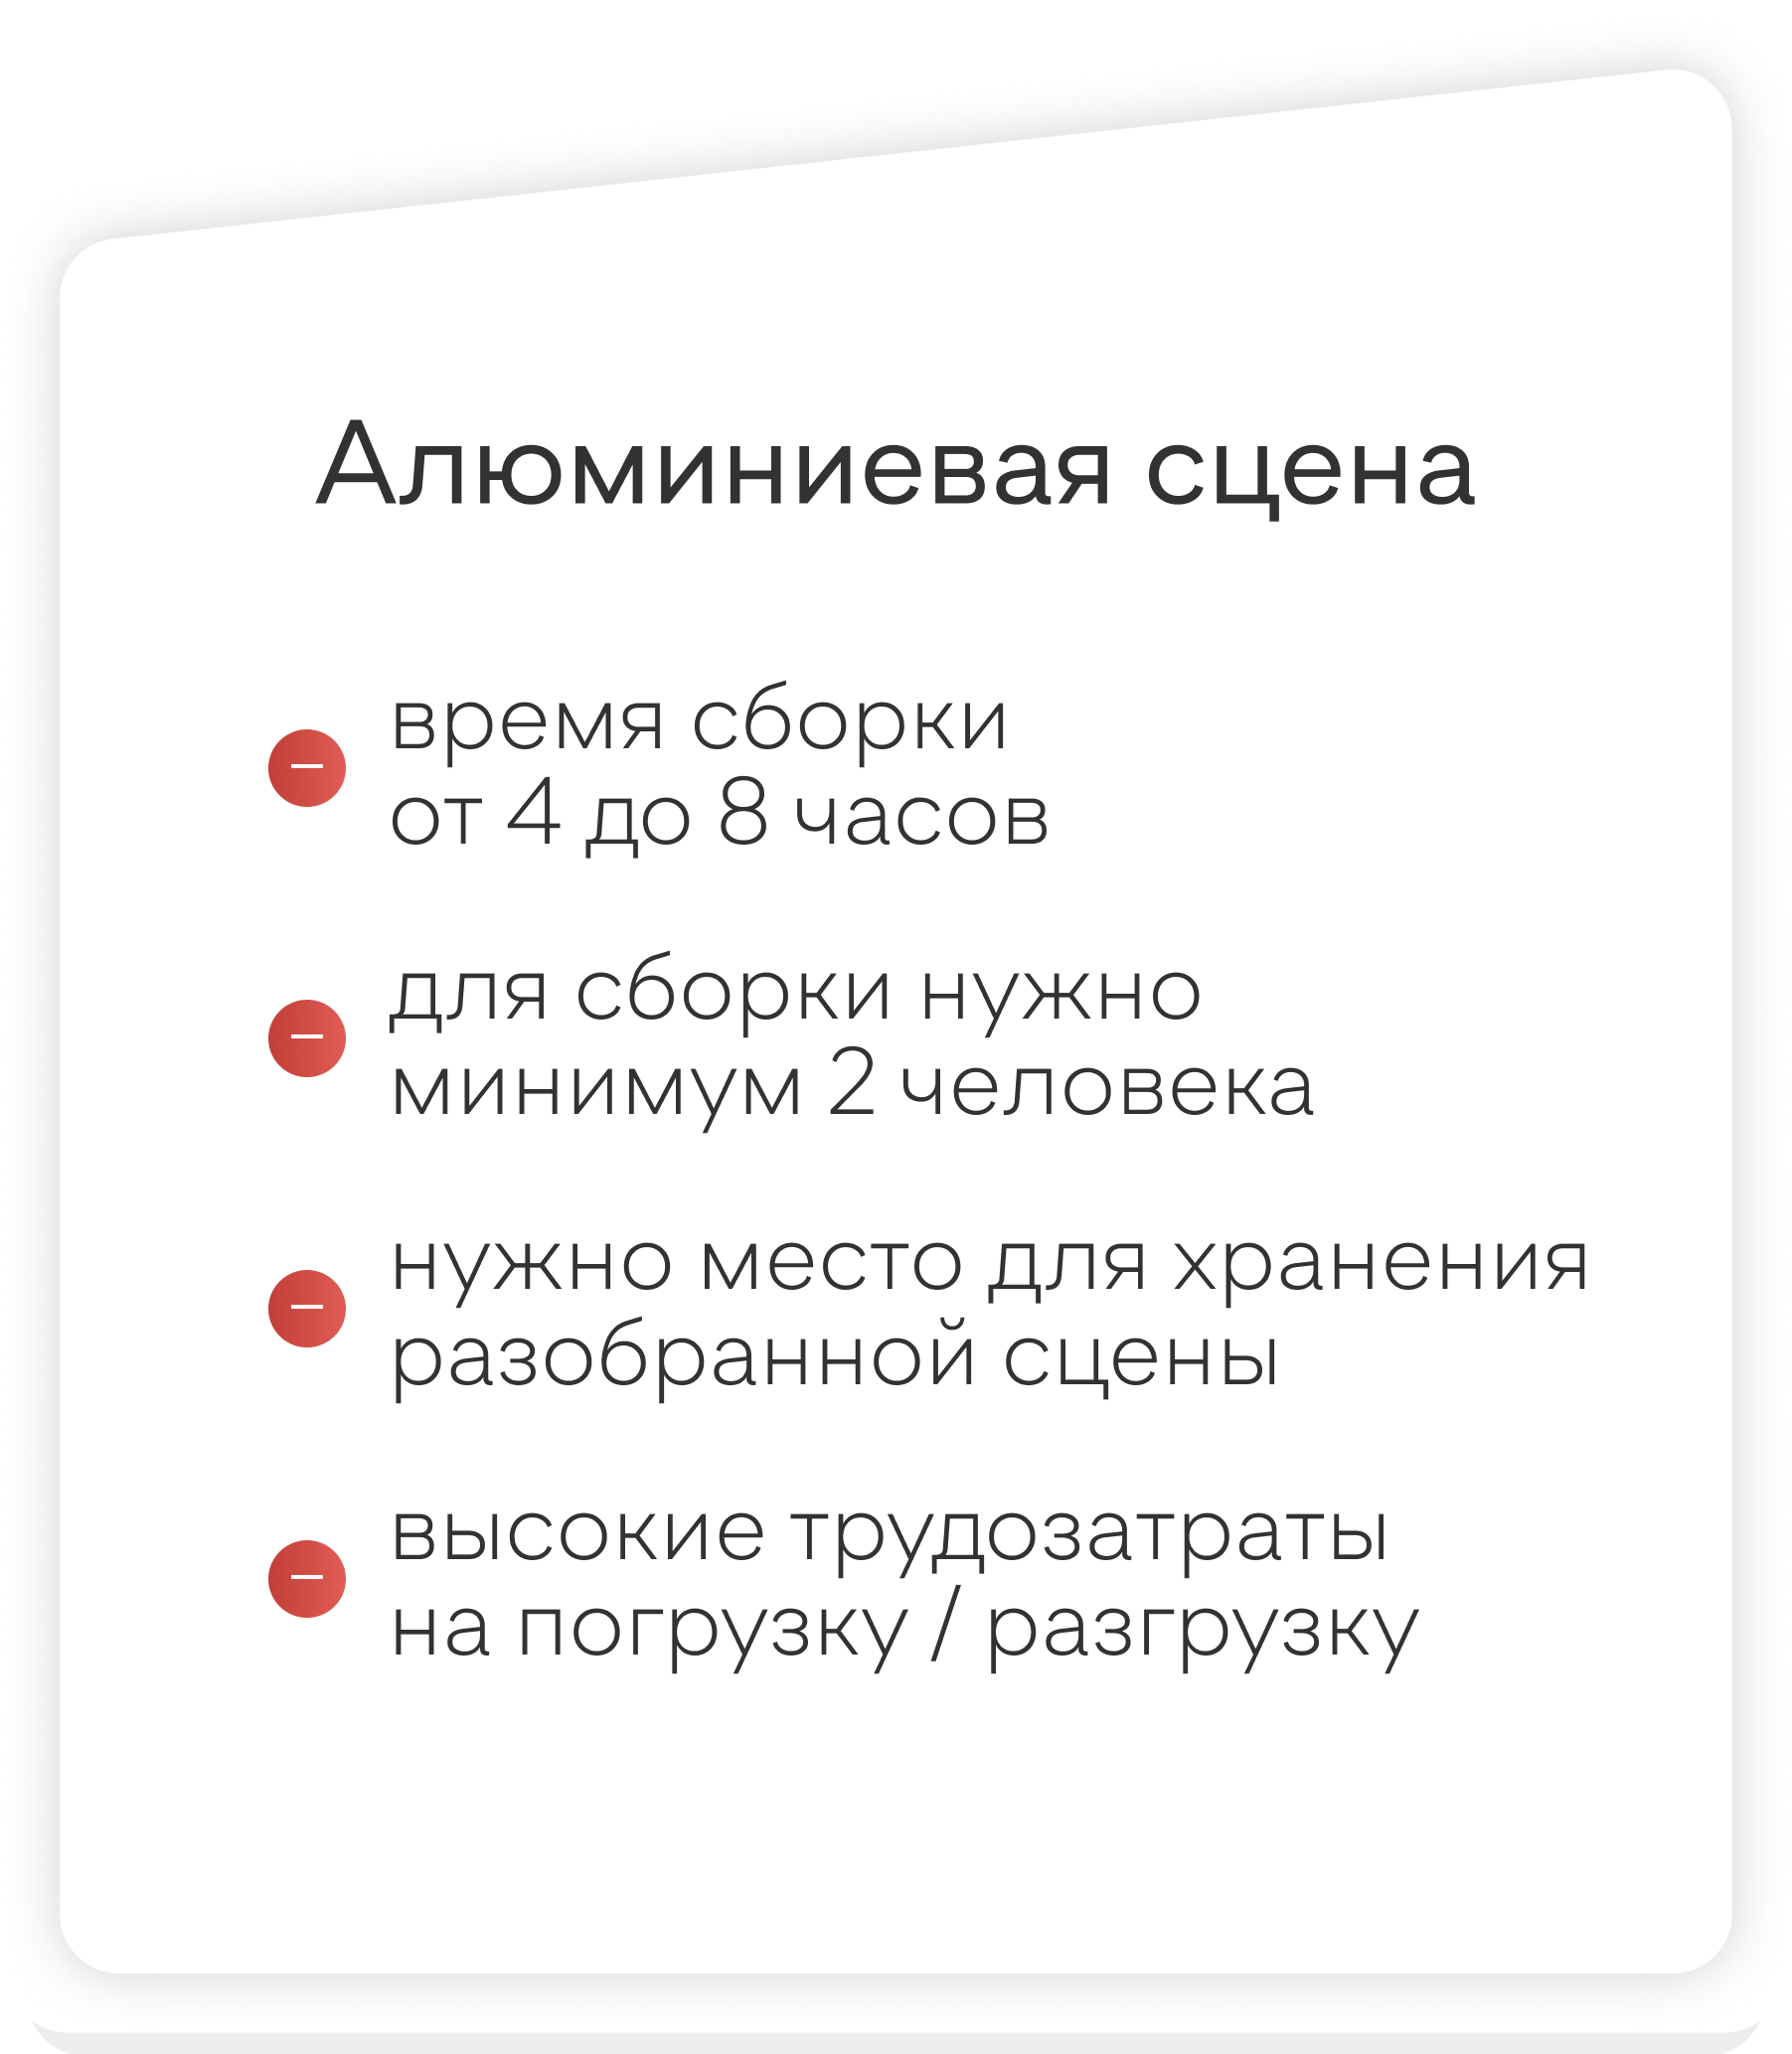 Алюминиевая сцена
время сборки
от 4 до 8 часов
для сборки нужно
минимум 2 человека
нужно место для хранения
разобранной сцены
высокие трудозатраты
на погрузку / разгрузку